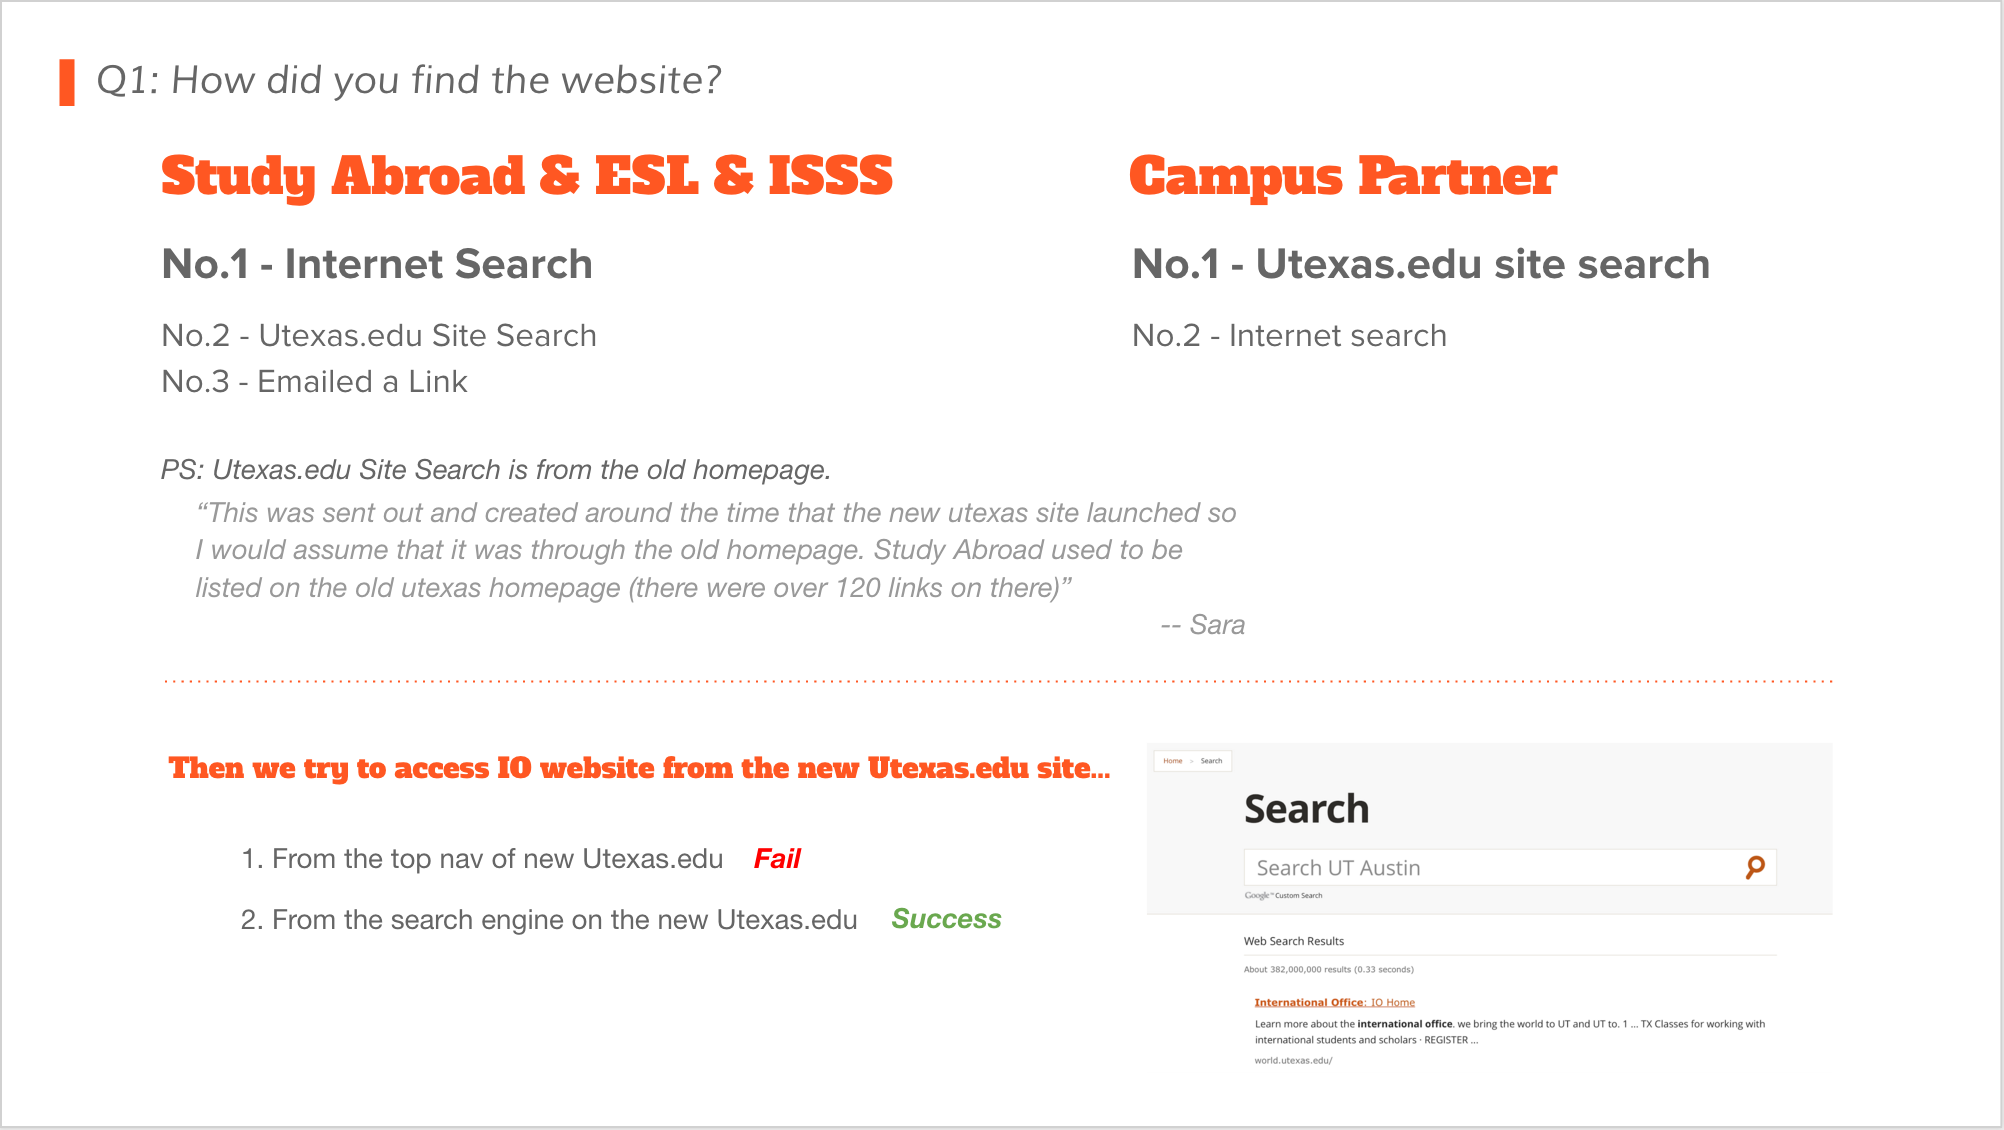 Q1: How did you find the website?
Study Abroad & ESL & ISSS
No.1 - Internet Search
No.2 - Utexas.edu Site Search
No.3 - Emailed a Link
Campus Partner
No.1 - Utexas.edu site search
No.2 - Internet search
PS: Utexas.edu Site Search is from the old homepage.
“This was sent out and created around the time that the new utexas site launched so
I would assume that it was through the old homepage. Study Abroad used to be
listed on the old utexas homepage (there were over 120 links on there)”
-- Sara
Then we try to access IO website from the new Utexas.edu site...
1. From the top nav of new Utexas.edu Fail
2. From the search engine on the new Utexas.edu Success
Home » Search
Search
Search UT Austin
Google™ Custom Search
Web Search Results
About 382,000,000 results (0.33 seconds)
International Office: IO Home
Learn more about the international office. we bring the world to UT and UT to. 1 ... TX Classes for working with
international students and scholars · REGISTER ...
world.utexas.edu/